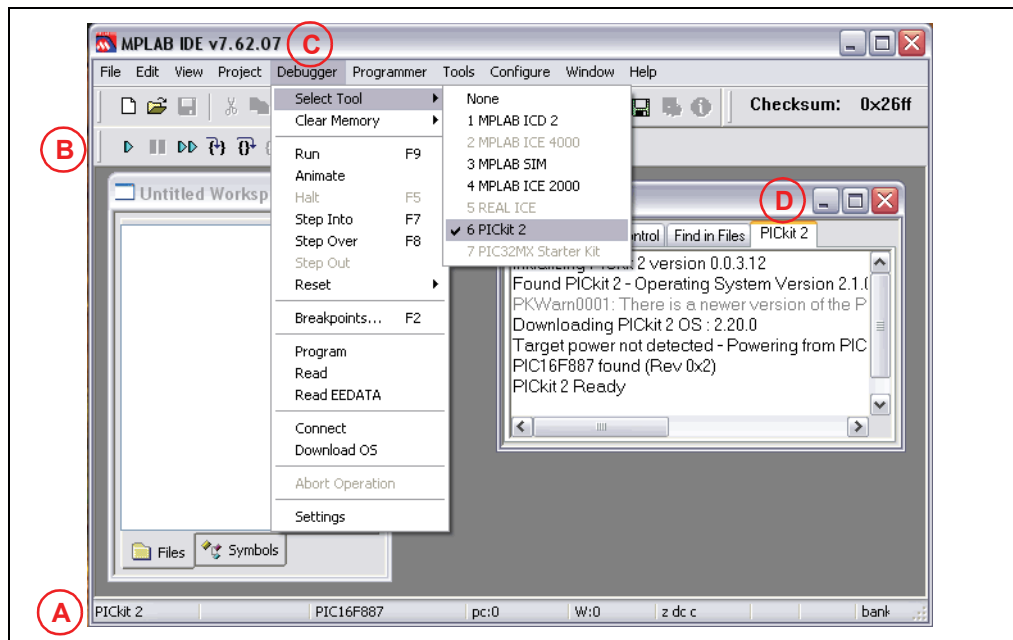 MPLAB IDE v7.62.07
C
File Edit View Project Debugger Programmer Tools Configure Window Help
Checksum: 0x26ff
B
Select Tool
Clear Memory
Run F9
Animate
Halt F5
Step Into F7
Step Over F8
Step Out
Reset
Breakpoints... F2
Program
Read
Read EEDATA
Connect
Download OS
Abort Operation
Settings
None
1 MPLAB ICD 2
2 MPLAB ICE 4000
3 MPLAB SIM
4 MPLAB ICE 2000
5 REAL ICE
6 PICkit 2
7 PIC32MX Starter Kit
Untitled Worksp
Files Symbols
D
Find in Files PICkit 2
2 version 0.0.3.12
Found PICkit 2 - Operating System Version 2.1.
PKWarn0001: There is a newer version of the P
Downloading PICkit 2 OS : 2.20.0
Target power not detected - Powering from PIC
PIC16F887 found (Rev 0x2)
PICkit 2 Ready
A
PICkit 2 PIC16F887 pc:0 W:0 z dc c bank